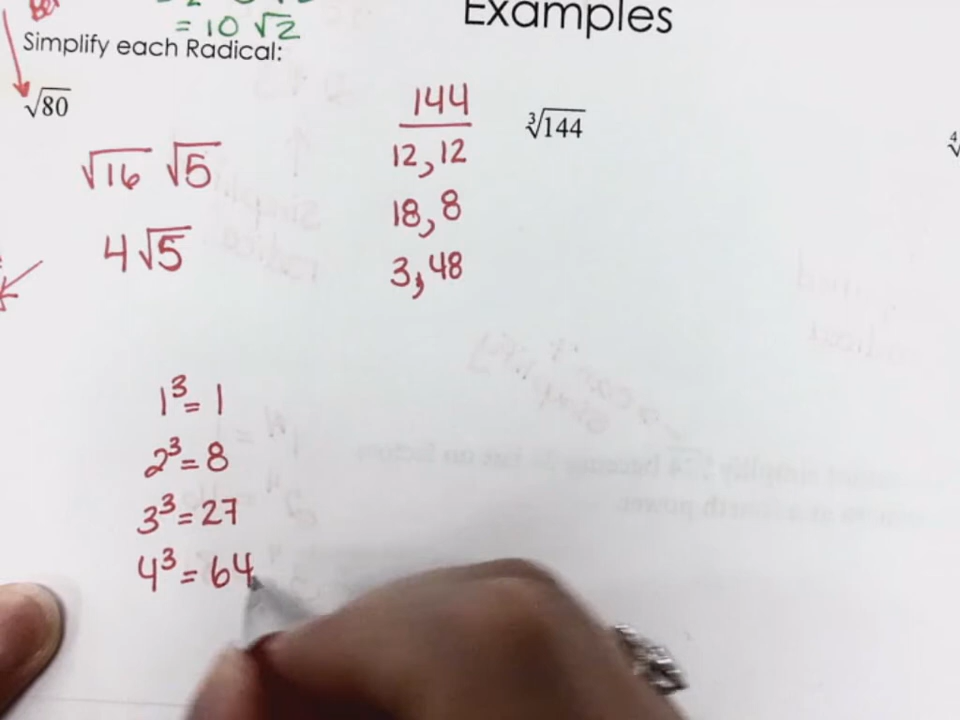 Examples
= 10 √2
Simplify each Radical:
√80
√16 √5
4√5
144
12, 12
18, 8
3, 48
∛144
4
1³ = 1
2³ = 8
3³ = 27
4³ = 64